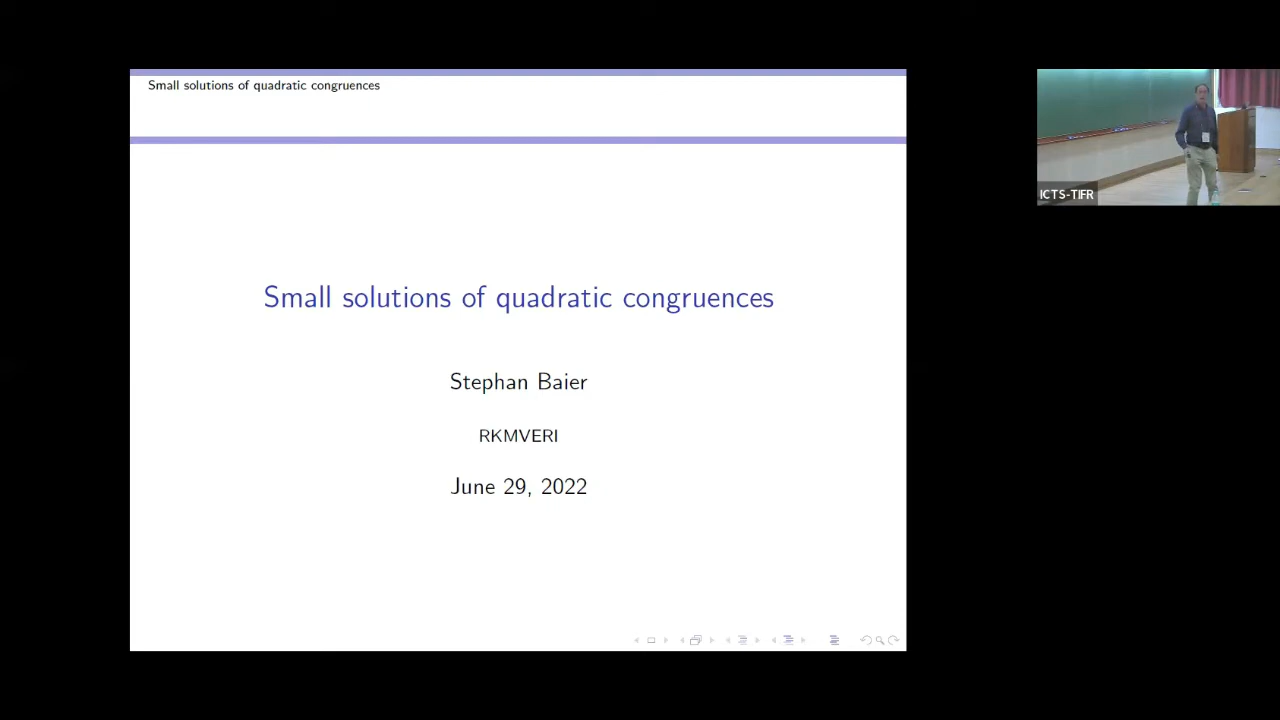 Small solutions of quadratic congruences
Small solutions of quadratic congruences
Stephan Baier
RKMVERI
June 29, 2022
ICTS-TIFR